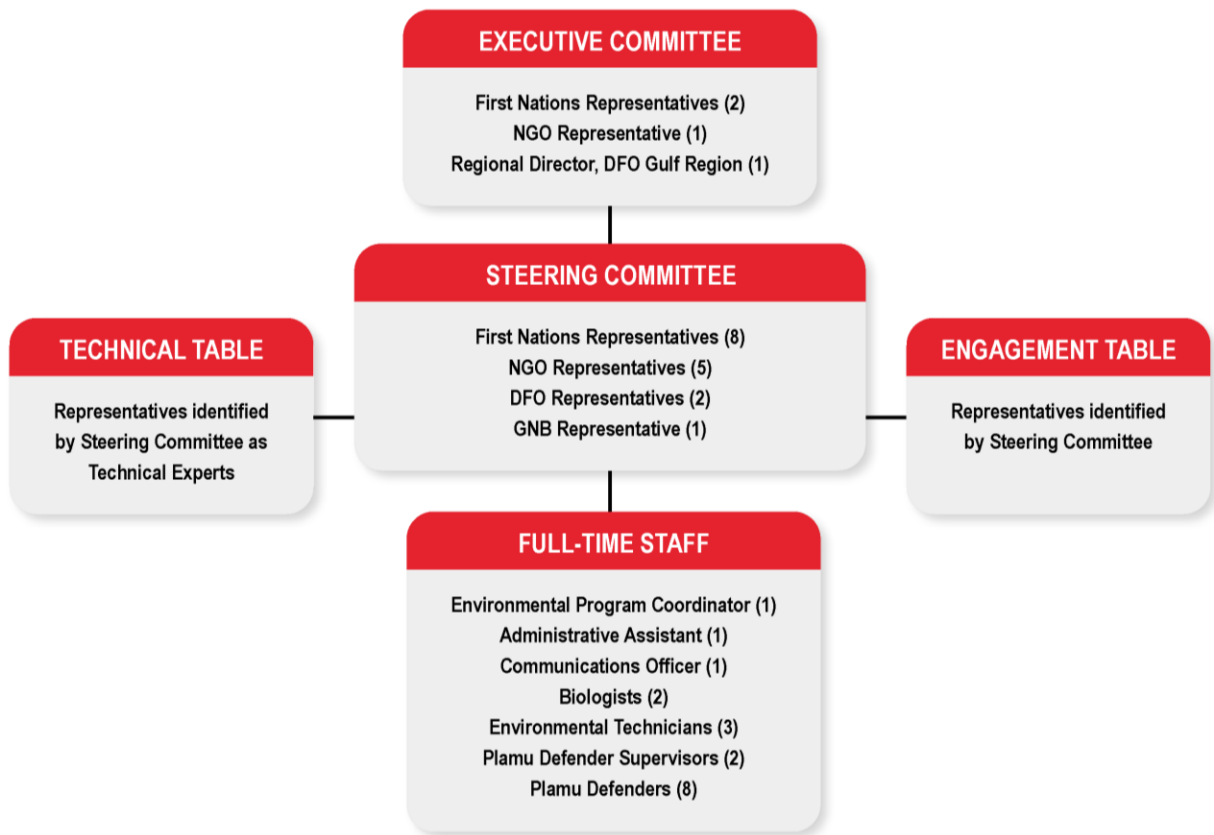 EXECUTIVE COMMITTEE
First Nations Representatives (2)
NGO Representative (1)
Regional Director, DFO Gulf Region (1)
STEERING COMMITTEE
First Nations Representatives (8)
NGO Representatives (5)
DFO Representatives (2)
GNB Representative (1)
TECHNICAL TABLE
Representatives identified
by Steering Committee as
Technical Experts
ENGAGEMENT TABLE
Representatives identified
by Steering Committee
FULL-TIME STAFF
Environmental Program Coordinator (1)
Administrative Assistant (1)
Communications Officer (1)
Biologists (2)
Environmental Technicians (3)
Plamu Defender Supervisors (2)
Plamu Defenders (8)